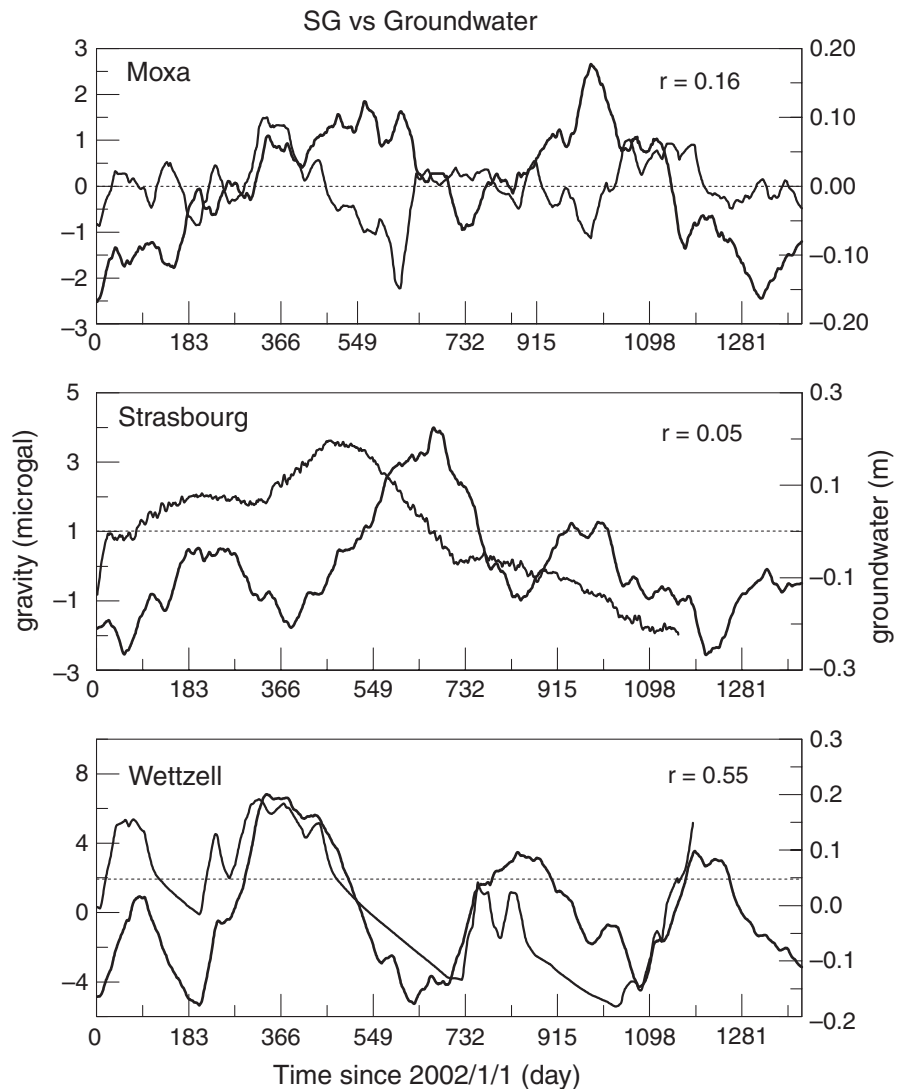 SG vs Groundwater
Moxa
r = 0.16
3
2
1
0
−1
−2
−3
0.20
0.10
0.00
−0.10
−0.20
0 183 366 549 732 915 1098 1281
Strasbourg
r = 0.05
5
3
1
−1
−3
0.3
0.1
−0.1
−0.3
gravity (microgal)
groundwater (m)
0 183 366 549 732 915 1098 1281
Wettzell
r = 0.55
8
4
0
−4
0.3
0.2
0.1
0.0
−0.1
−0.2
0 183 366 549 732 915 1098 1281
Time since 2002/1/1 (day)